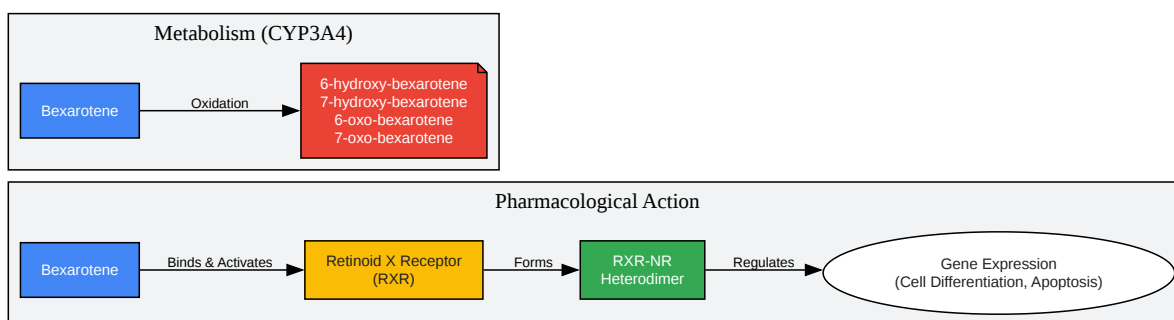 Metabolism (CYP3A4)
Bexarotene
Oxidation
6-hydroxy-bexarotene
7-hydroxy-bexarotene
6-oxo-bexarotene
7-oxo-bexarotene
Pharmacological Action
Bexarotene
Binds & Activates
Retinoid X Receptor
(RXR)
Forms
RXR-NR
Heterodimer
Regulates
Gene Expression
(Cell Differentiation, Apoptosis)